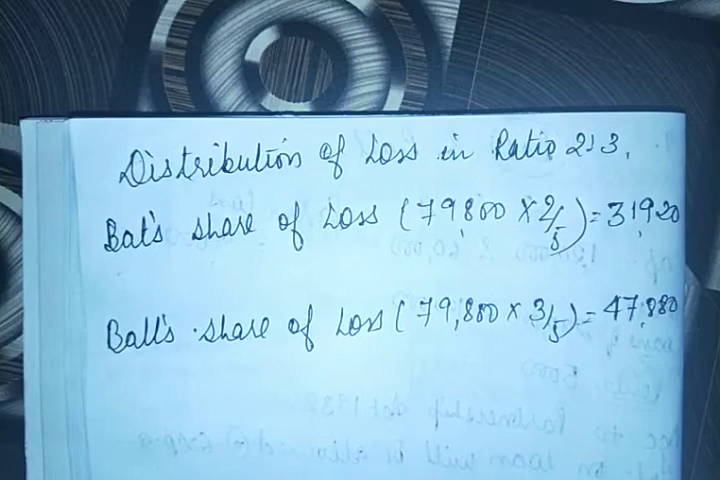 Distribution of Loss in Ratio 2:3.
Bat's share of Loss (79,800 X 2/5) = 31,920
Ball's share of Loss (79,800 x 3/5) = 47,880